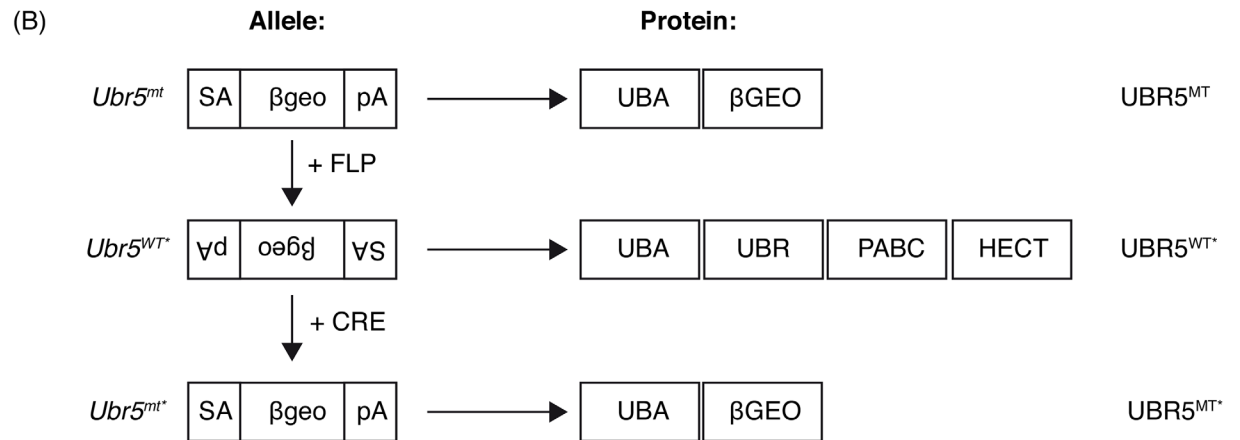 (B) Allele: Protein:
Ubr5mt SA βgeo pA UBA βGEO UBR5MT
+ FLP
Ubr5WT* pA βgeo SA UBA UBR PABC HECT UBR5WT*
+ CRE
Ubr5mt* SA βgeo pA UBA βGEO UBR5MT*